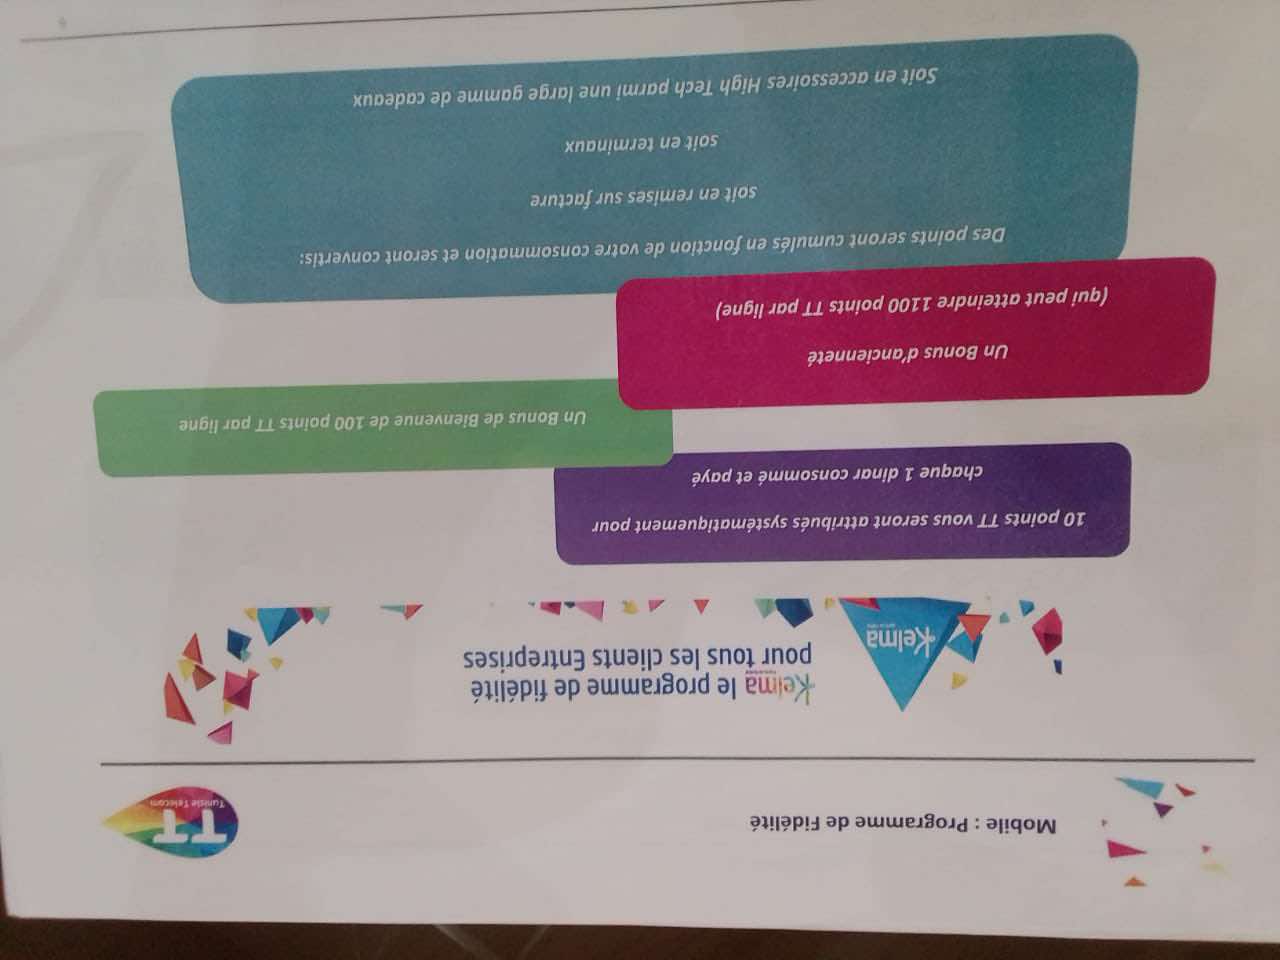 Mobile : Programme de Fidélité
TT
Tunisie Telecom
Kelma le programme de fidélité
pour tous les clients Entreprises
Kelma
10 points TT vous seront attribués systématiquement pour
chaque 1 dinar consommé et payé
Un Bonus de Bienvenue de 100 points TT par ligne
Un Bonus d'ancienneté
(qui peut atteindre 1100 points TT par ligne)
Des points seront cumulés en fonction de votre consommation et seront convertis:
soit en remises sur facture
soit en terminaux
Soit en accessoires High Tech parmi une large gamme de cadeaux